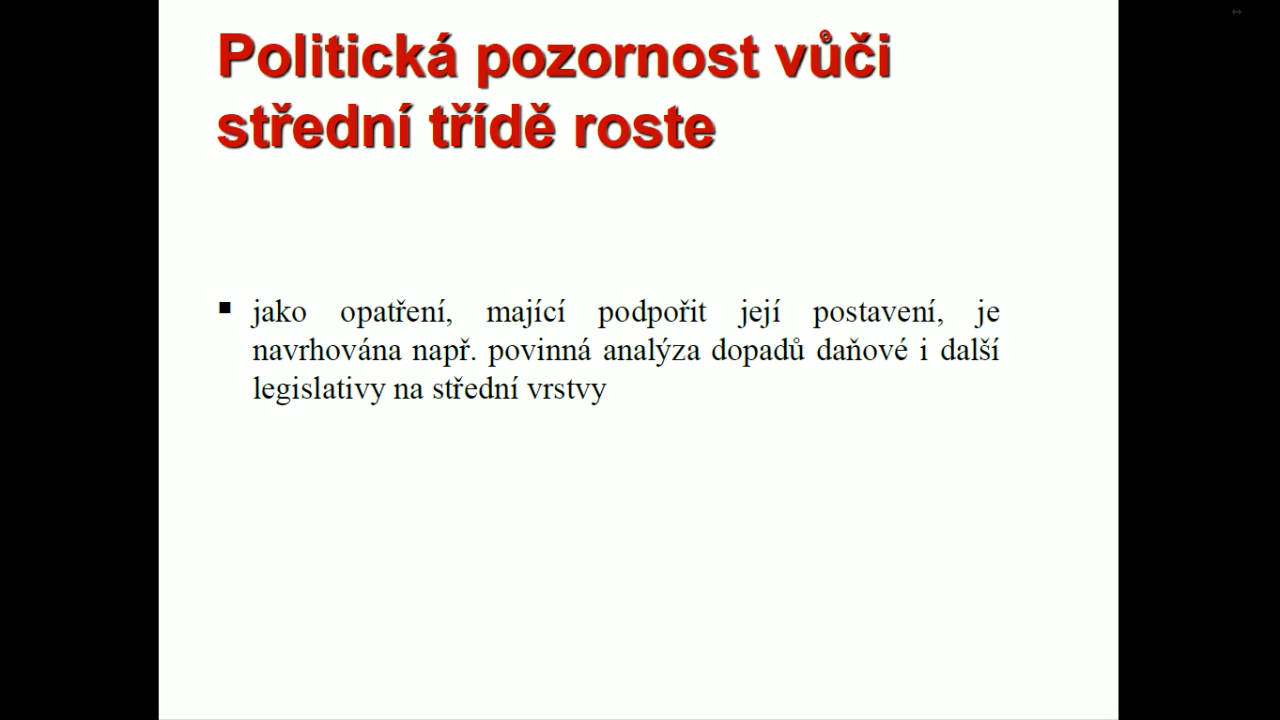 Politická pozornost vůči
střední třídě roste
jako opatření, mající podpořit její postavení, je
navrhována např. povinná analýza dopadů daňové i další
legislativy na střední vrstvy